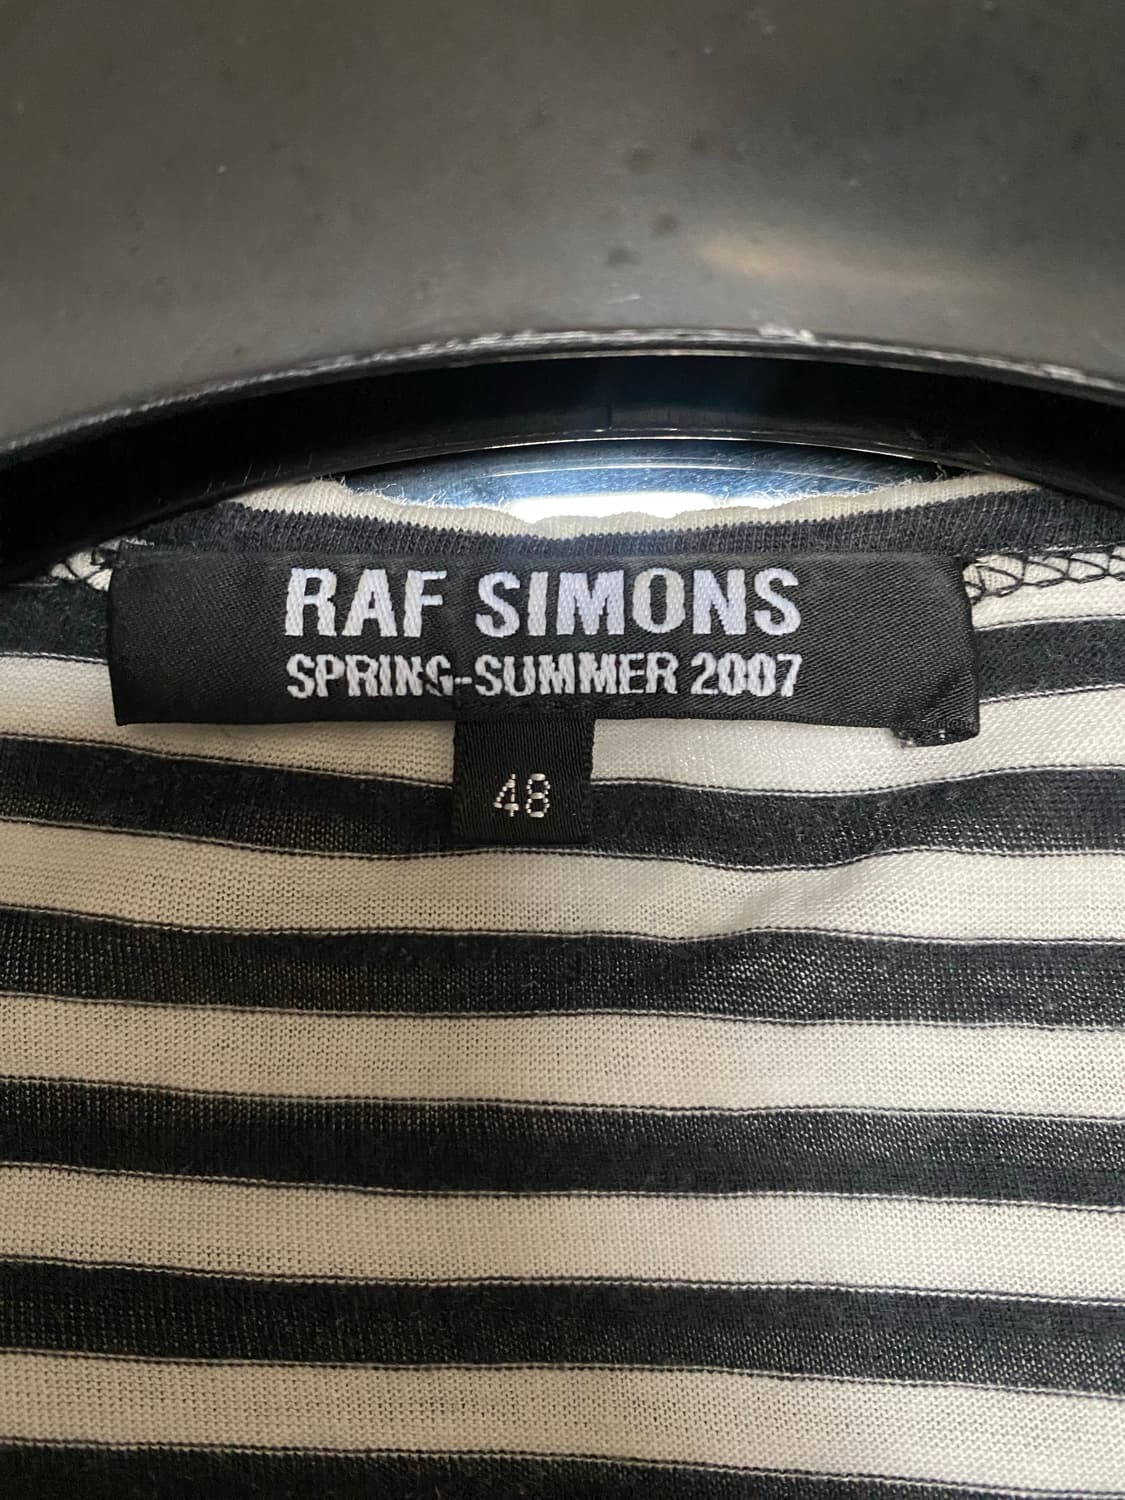 RAF SIMONS
SPRING-SUMMER 2007
48